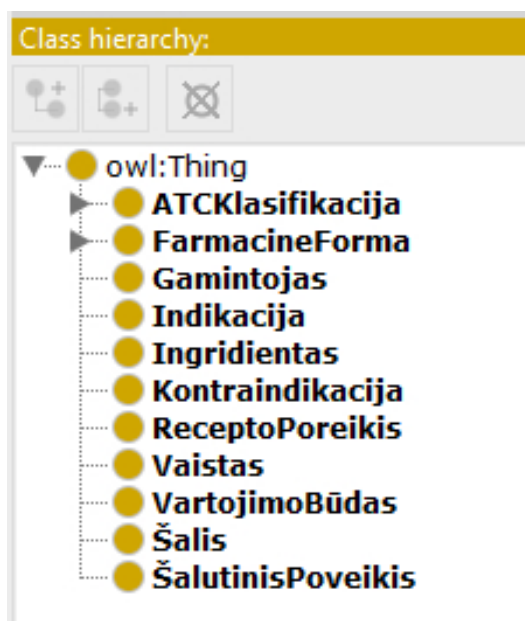 Class hierarchy:
owl:Thing
ATCKlasifikacija
FarmacineForma
Gamintojas
Indikacija
Ingridientas
Kontraindikacija
ReceptoPoreikis
Vaistas
VartojimoBūdas
Šalis
ŠalutinisPoveikis